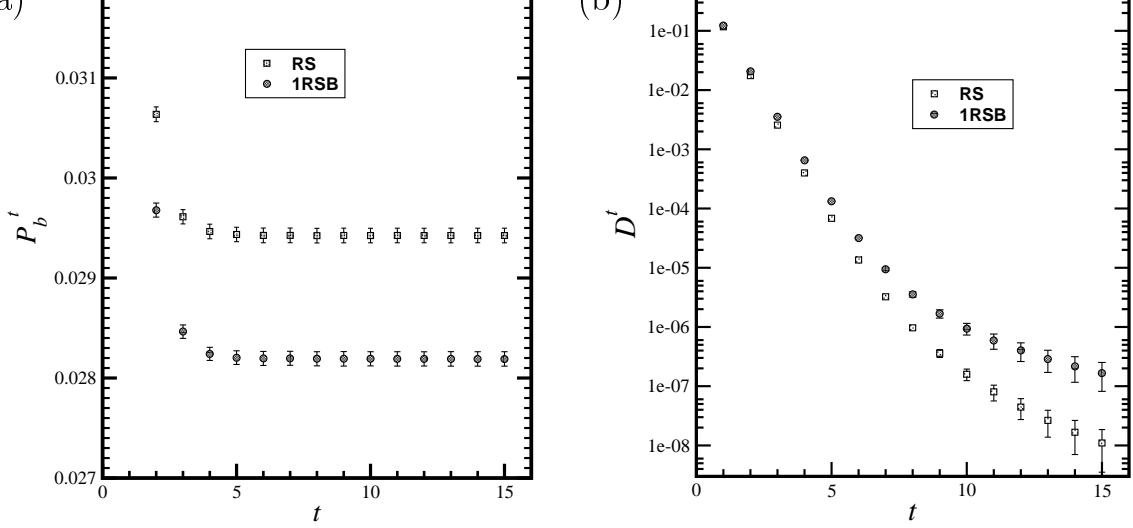 a)
RS
1RSB
0.031
0.03
0.029
0.028
0.027
P_b^t
0
5
10
15
t
(b)
RS
1RSB
1e-01
1e-02
1e-03
1e-04
1e-05
1e-06
1e-07
1e-08
D^t
0
5
10
15
t